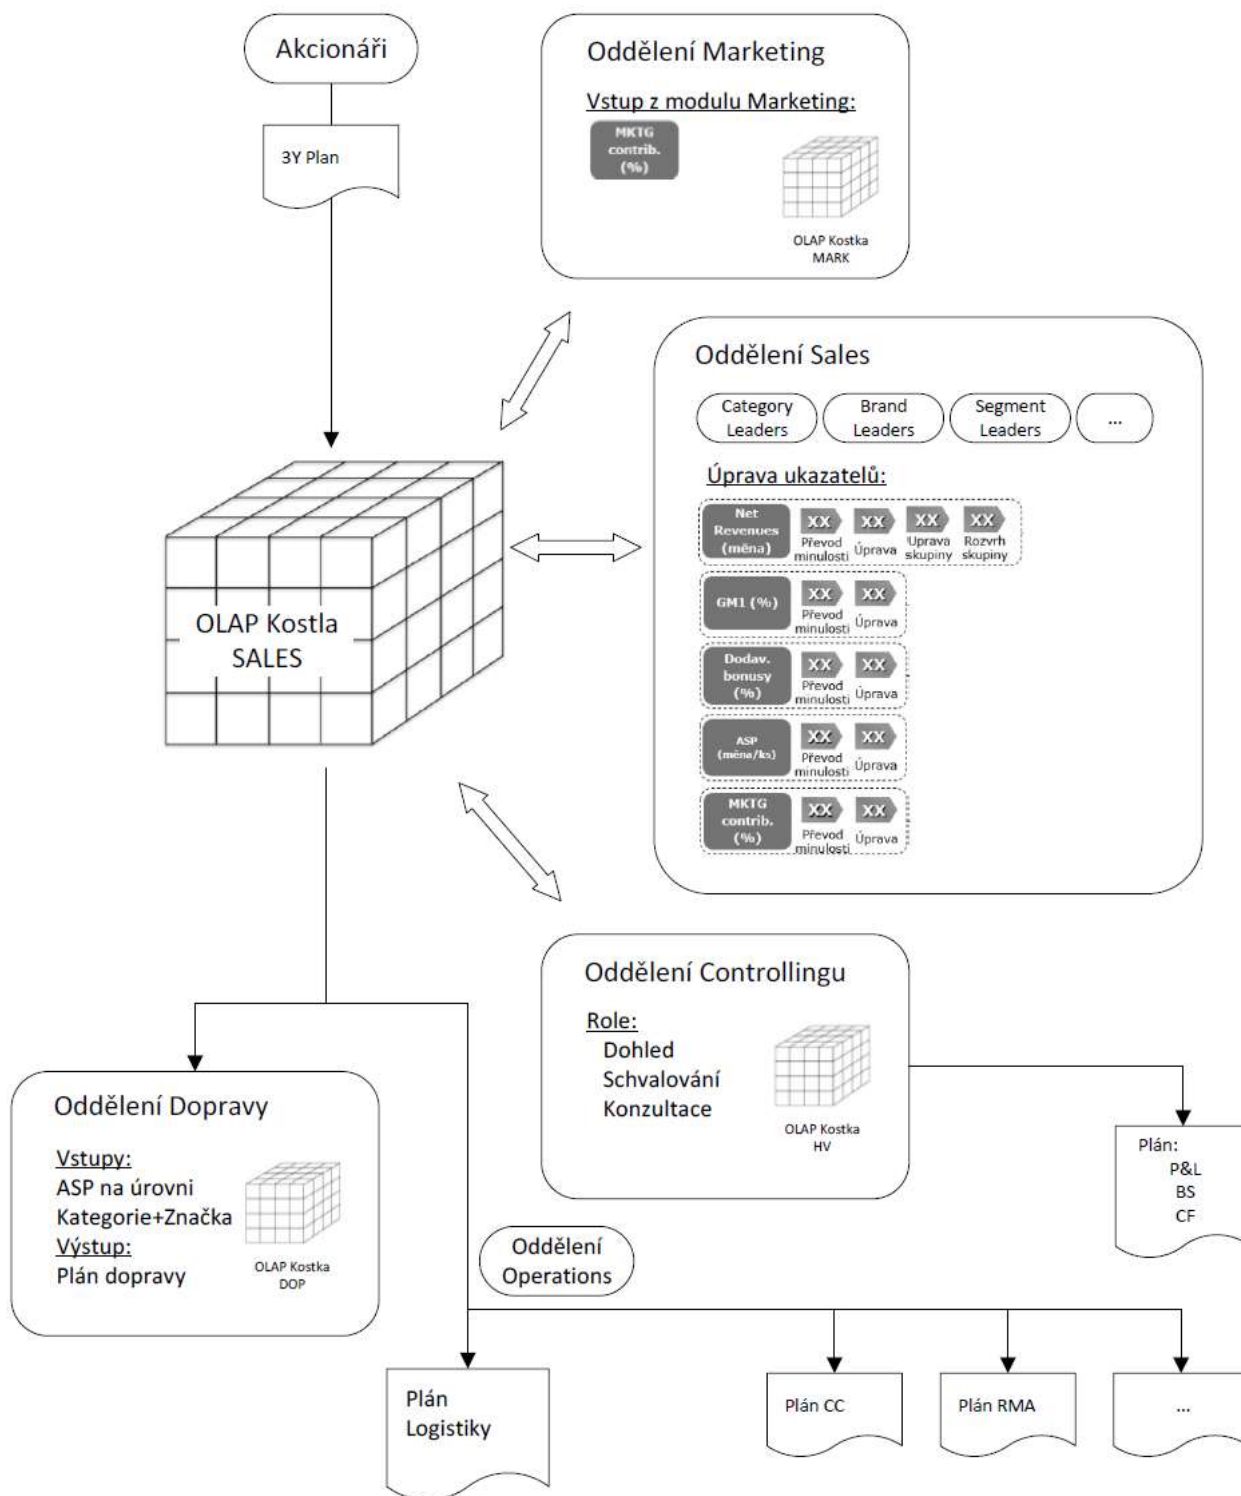 Akcionáři
3Y Plan
Oddělení Marketing
Vstup z modulu Marketing:
MKTG
contrib.
(%)
OLAP Kostka
MARK
Oddělení Sales
Category
Leaders
Brand
Leaders
Segment
Leaders
...
Úprava ukazatelů:
Net
Revenues
(měna)
XX
Převod
minulosti
XX
Úprava
XX
Uprava
skupiny
XX
Rozvrh
skupiny
GM1 (%)
XX
Převod
minulosti
XX
Úprava
Dodav.
bonusy
(%)
XX
Převod
minulosti
XX
Úprava
ASP
(měna/ks)
XX
Převod
minulosti
XX
Úprava
MKTG
contrib.
(%)
XX
Převod
minulosti
XX
Úprava
OLAP Kostla
SALES
Oddělení Controllingu
Role:
Dohled
Schvalování
Konzultace
OLAP Kostka
HV
Plán:
P&L
BS
CF
Oddělení Dopravy
Vstupy:
ASP na úrovni
Kategorie+Značka
Výstup:
Plán dopravy
OLAP Kostka
DOP
Oddělení
Operations
Plán
Logistiky
Plán CC
Plán RMA
...